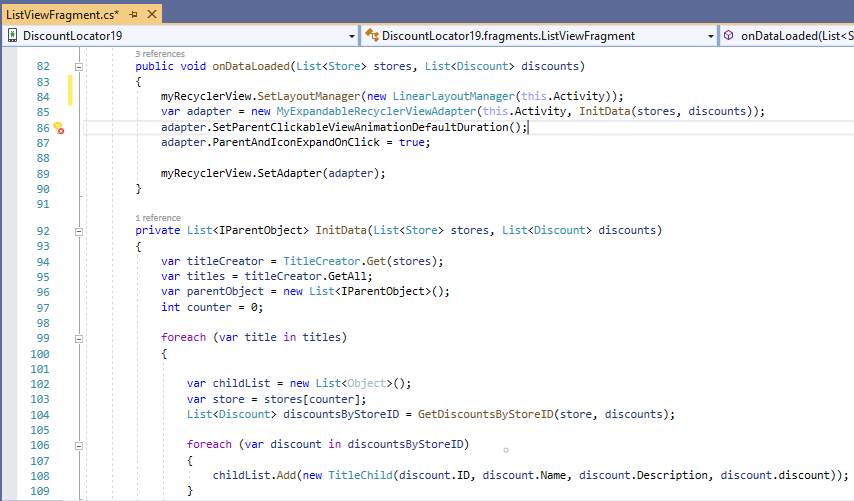 ListViewFragment.cs*
DiscountLocator19 DiscountLocator19.fragments.ListViewFragment onDataLoaded(List<S
3 references
82 public void onDataLoaded(List<Store> stores, List<Discount> discounts)
83 {
84 myRecyclerView.SetLayoutManager(new LinearLayoutManager(this.Activity));
85 var adapter = new MyExpandableRecyclerViewAdapter(this.Activity, InitData(stores, discounts));
86 adapter.SetParentClickableViewAnimationDefaultDuration();
87 adapter.ParentAndIconExpandOnClick = true;
88
89 myRecyclerView.SetAdapter(adapter);
90 }
91
1 reference
92 private List<IParentObject> InitData(List<Store> stores, List<Discount> discounts)
93 {
94 var titleCreator = TitleCreator.Get(stores);
95 var titles = titleCreator.GetAll;
96 var parentObject = new List<IParentObject>();
97 int counter = 0;
98
99 foreach (var title in titles)
100 {
101
102 var childList = new List<Object>();
103 var store = stores[counter];
104 List<Discount> discountsByStoreID = GetDiscountsByStoreID(store, discounts);
105
106 foreach (var discount in discountsByStoreID)
107 {
108 childList.Add(new TitleChild(discount.ID, discount.Name, discount.Description, discount.discount));
109 }